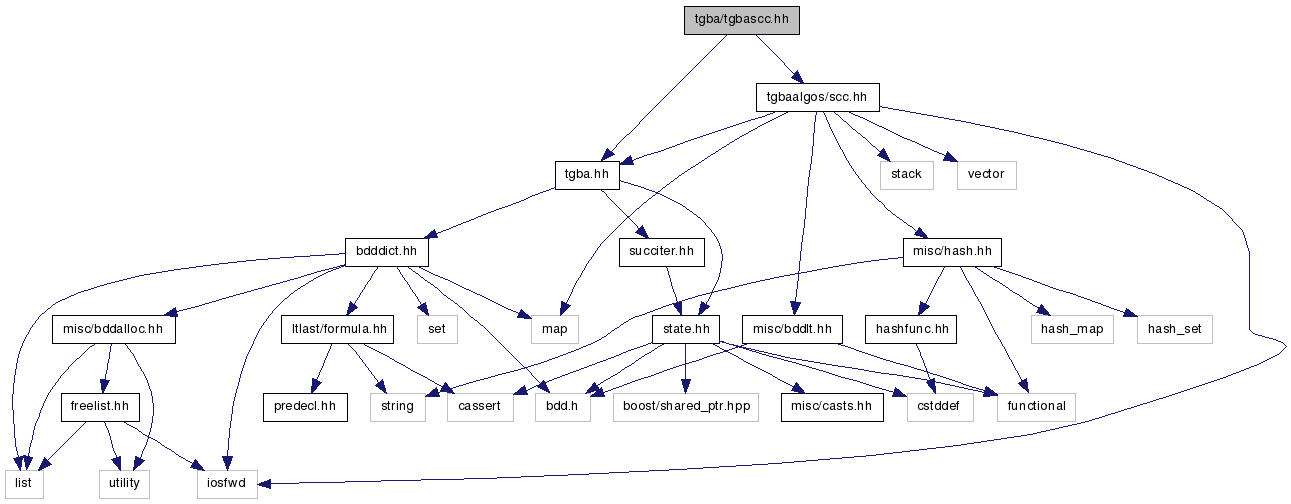 tgba/tgbascc.hh
tgbaalgos/scc.hh
tgba.hh
stack
vector
bdddict.hh
succiter.hh
misc/hash.hh
misc/bddalloc.hh
ltlast/formula.hh
set
map
state.hh
misc/bddlt.hh
hashfunc.hh
hash_map
hash_set
freelist.hh
predecl.hh
string
cassert
bdd.h
boost/shared_ptr.hpp
misc/casts.hh
cstddef
functional
list
utility
iosfwd